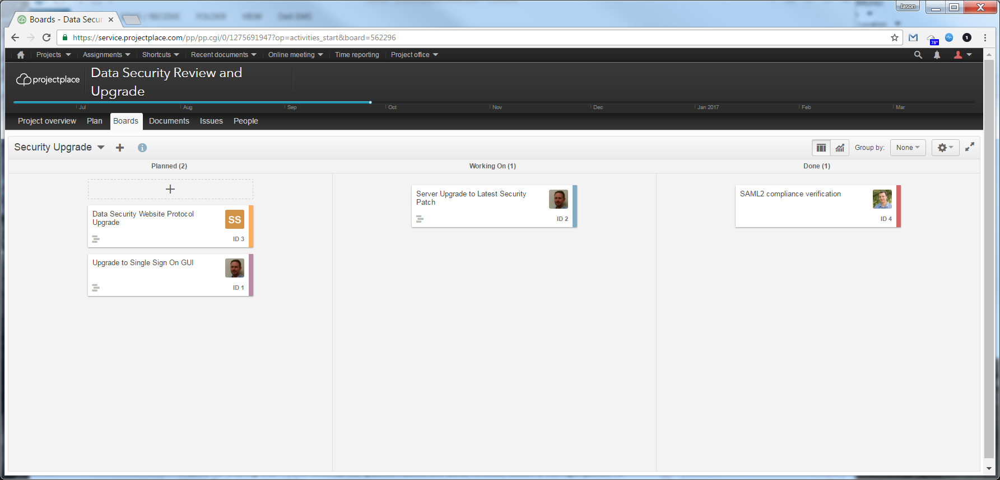 Jason
Boards - Data Secur
https://service.projectplace.com/pp/pp.cgi/0/1275691947?op=activities_start&board=562296
78°
1
Projects
Assignments
Shortcuts
Recent documents
Online meeting
Time reporting
Project office
projectplace
Data Security Review and
Upgrade
Jul
Aug
Sep
Oct
Nov
Dec
Jan 2017
Feb
Mar
Project overview
Plan
Boards
Documents
Issues
People
Security Upgrade
Group by:
None
Planned (2)
Working On (1)
Done (1)
Data Security Website Protocol
Upgrade
SS
ID 3
Upgrade to Single Sign On GUI
ID 1
Server Upgrade to Latest Security
Patch
ID 2
SAML2 compliance verification
ID 4